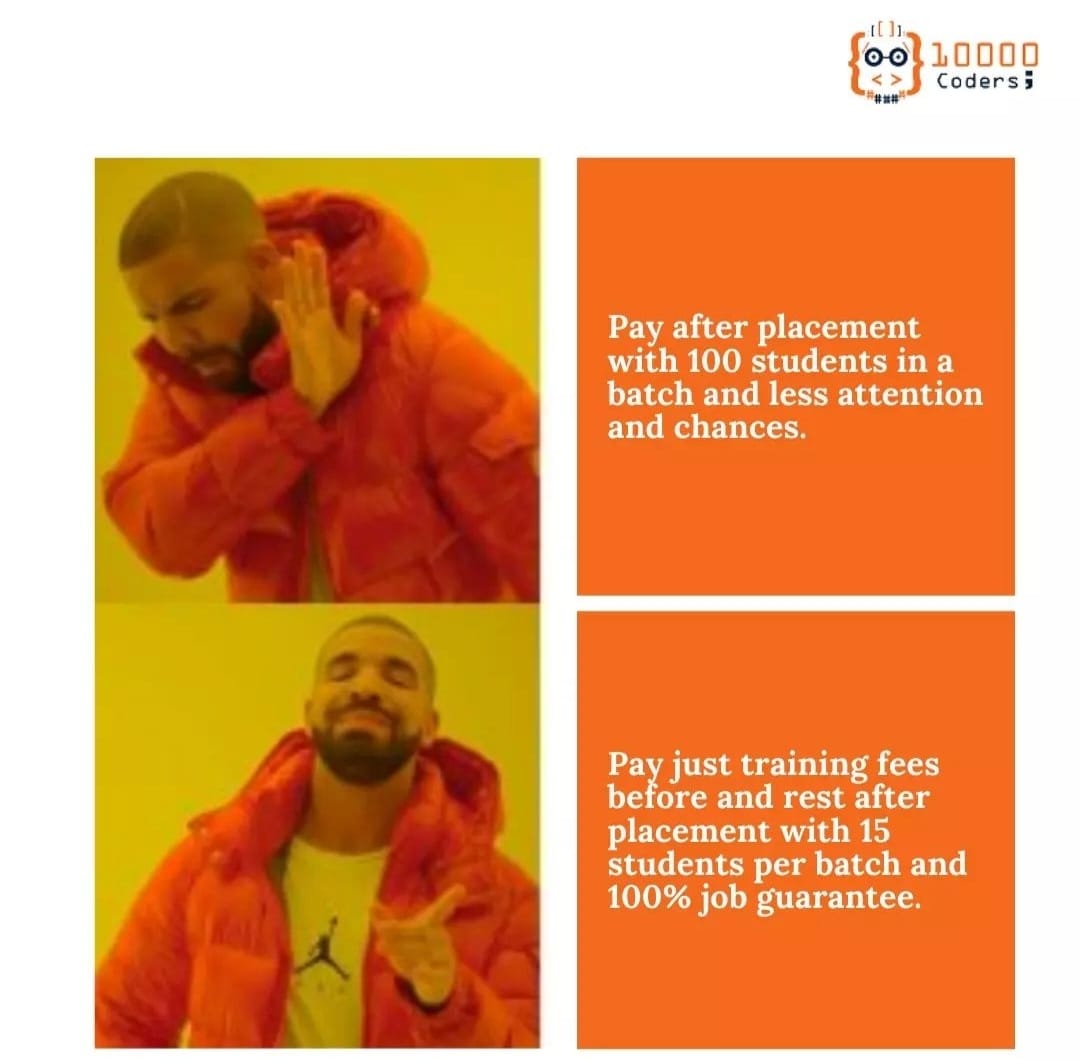 10000
Coders;
Pay after placement
with 100 students in a
batch and less attention
and chances.
Pay just training fees
before and rest after
placement with 15
students per batch and
100% job guarantee.